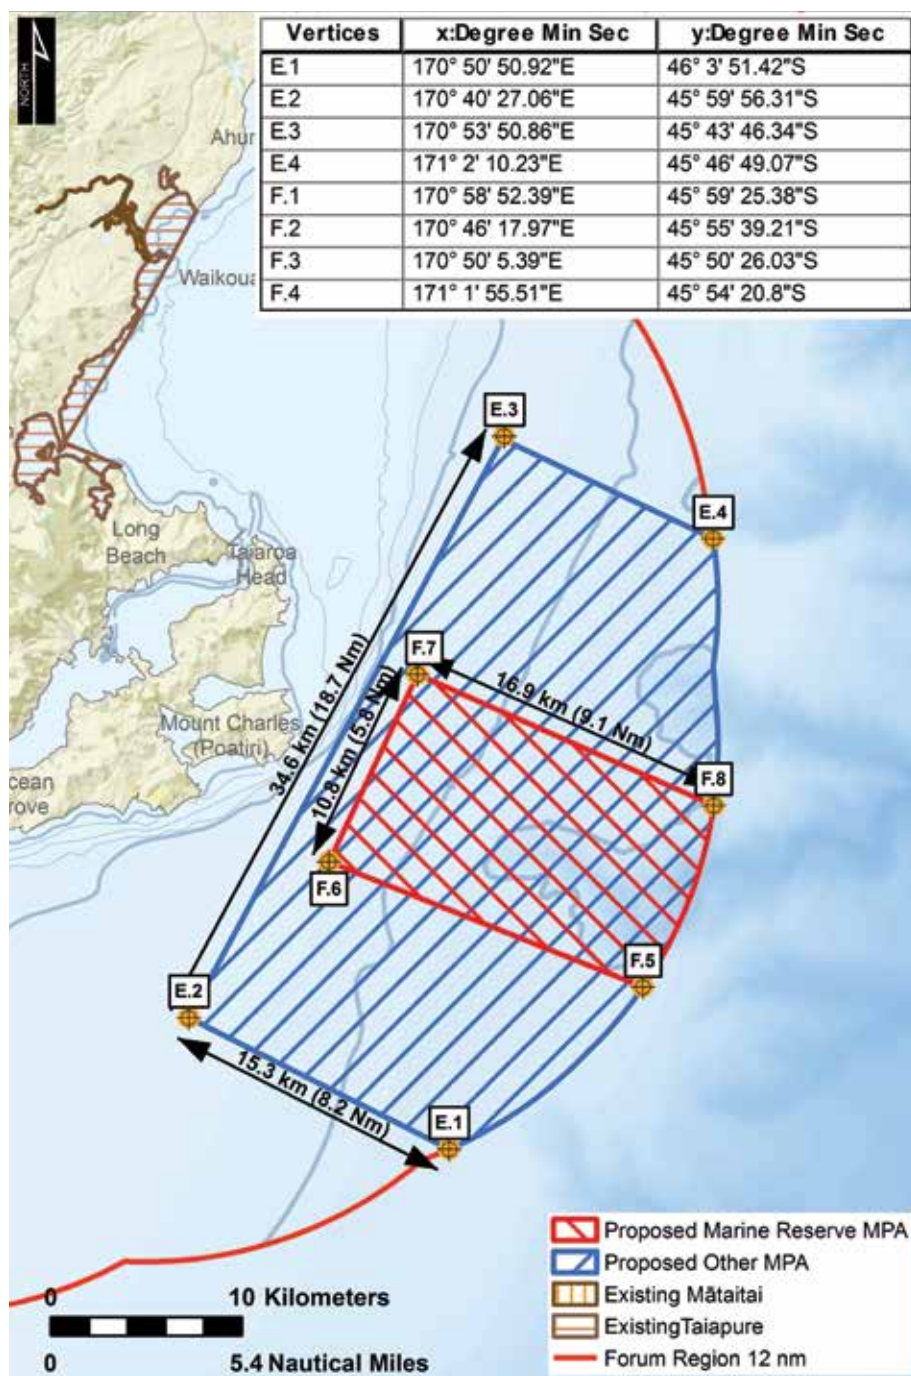 NORTH
Vertices x:Degree Min Sec y:Degree Min Sec
E.1 170° 50' 50.92"E 46° 3' 51.42"S
E.2 170° 40' 27.06"E 45° 59' 56.31"S
E.3 170° 53' 50.86"E 45° 43' 46.34"S
E.4 171° 2' 10.23"E 45° 46' 49.07"S
F.1 170° 58' 52.39"E 45° 59' 25.38"S
F.2 170° 46' 17.97"E 45° 55' 39.21"S
F.3 170° 50' 5.39"E 45° 50' 26.03"S
F.4 171° 1' 55.51"E 45° 54' 20.8"S
Ahur
Waikoua
E.3
E.4
Long
Beach
Taiaroa
Head
F.7
34.6 km (18.7 Nm)
10.8 km (5.8 Nm)
16.9 km (9.1 Nm)
Mount Charles
(Poatiri)
cean
rove
F.8
F.6
F.5
E.2
15.3 km (8.2 Nm)
E.1
Proposed Marine Reserve MPA
Proposed Other MPA
Existing Mātaitai
ExistingTaiapure
Forum Region 12 nm
0 10 Kilometers
0 5.4 Nautical Miles